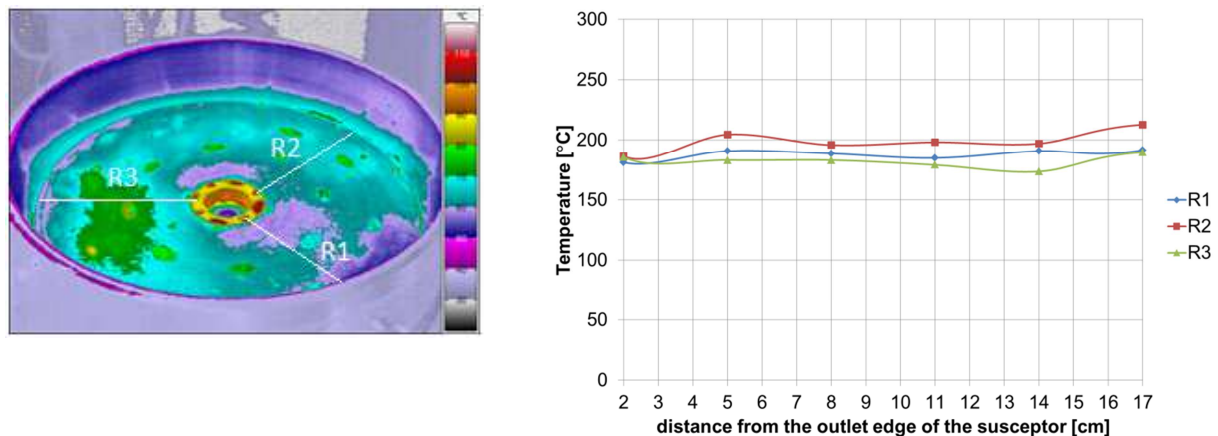 °C
R2
R3
R1
300
250
200
150
100
50
0
Temperature [°C]
2 3 4 5 6 7 8 9 10 11 12 13 14 15 16 17
distance from the outlet edge of the susceptor [cm]
R1
R2
R3